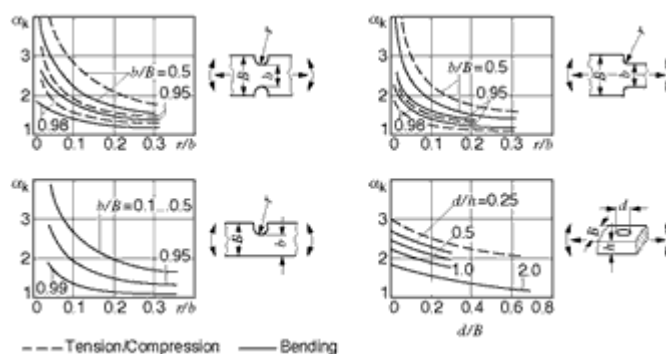 αk
3
2
1
0
0.1
0.2
0.3
r/b
b/B=0.5
0.95
0.98
r
B
b
αk
3
2
1
0
0.1
0.2
0.3
r/b
b/B=0.5
0.95
0.98
r
B
b
αk
3
2
1
0
0.1
0.2
0.3
r/b
b/B=0.1...0.5
0.95
0.99
r
B
b
αk
3
2
1
0
0.2
0.4
0.6
0.8
d/B
d/h=0.25
0.5
1.0
2.0
d
B
h
Tension/Compression
Bending